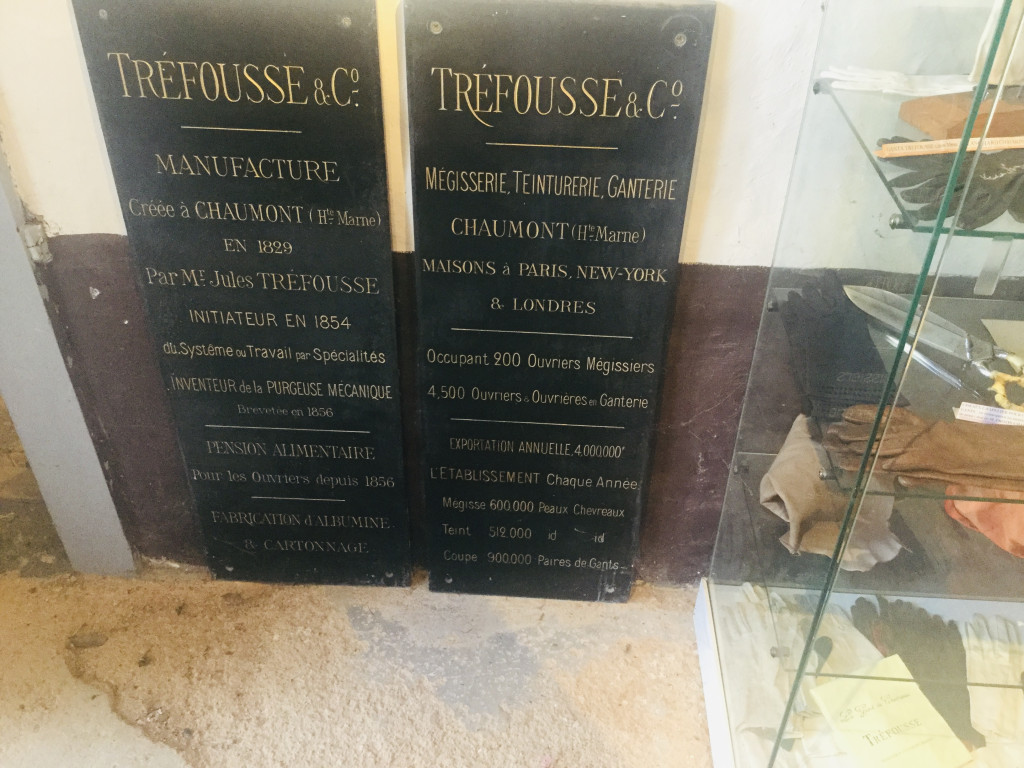 TRÉFOUSSE & Cº.
MANUFACTURE
Créée à CHAUMONT (Hte Marne)
EN 1829
Par Mr. Jules TRÉFOUSSE
INITIATEUR EN 1854
du Système ou Travail par Spécialités
INVENTEUR de la PURGEUSE MÉCANIQUE
Brevetée en 1856
PENSION ALIMENTAIRE
Pour les Ouvriers depuis 1856
FABRICATION d'ALBUMINE
& CARTONNAGE
TRÉFOUSSE & Cº.
MÉGISSERIE, TEINTURERIE, GANTERIE
CHAUMONT (Hte Marne)
MAISONS à PARIS, NEW-YORK
& LONDRES
Occupant 200 Ouvriers Mégissiers
4,500 Ouvriers & Ouvrières en Ganterie
EXPORTATION ANNUELLE, 4,000,000f
L'ÉTABLISSEMENT Chaque Année
Mégisse 600,000 Peaux Chevreaux
Teint 512,000 id id
Coupe 900,000 Paires de Gants
TRÉFOUSSE